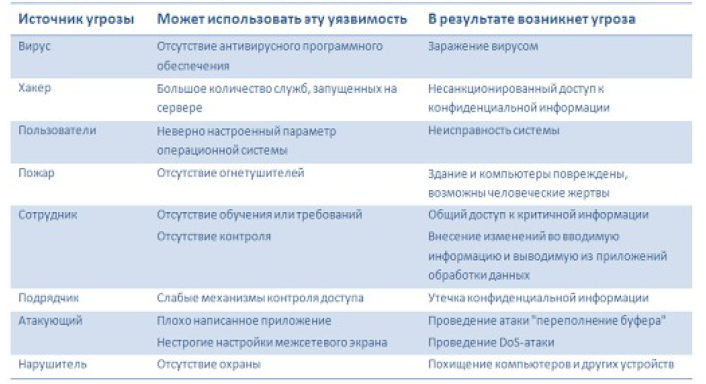 Источник угрозы Может использовать эту уязвимость В результате возникнет угроза
Вирус Отсутствие антивирусного программного Заражение вирусом
обеспечения
Хакер Большое количество служб, запущенных на Несанкционированный доступ к
сервере конфиденциальной информации
Пользователи Неверно настроенный параметр Неисправность системы
операционной системы
Пожар Отсутствие огнетушителей Здание и компьютеры повреждены,
возможны человеческие жертвы
Сотрудник Отсутствие обучения или требований Общий доступ к критичной информации
Отсутствие контроля Внесение изменений во вводимую
информацию и выводимую из приложений
обработки данных
Подрядчик Слабые механизмы контроля доступа Утечка конфиденциальной информации
Атакующий Плохо написанное приложение Проведение атаки "переполнение буфера"
Нестрогие настройки межсетевого экрана Проведение DoS-атаки
Нарушитель Отсутствие охраны Похищение компьютеров и других устройств